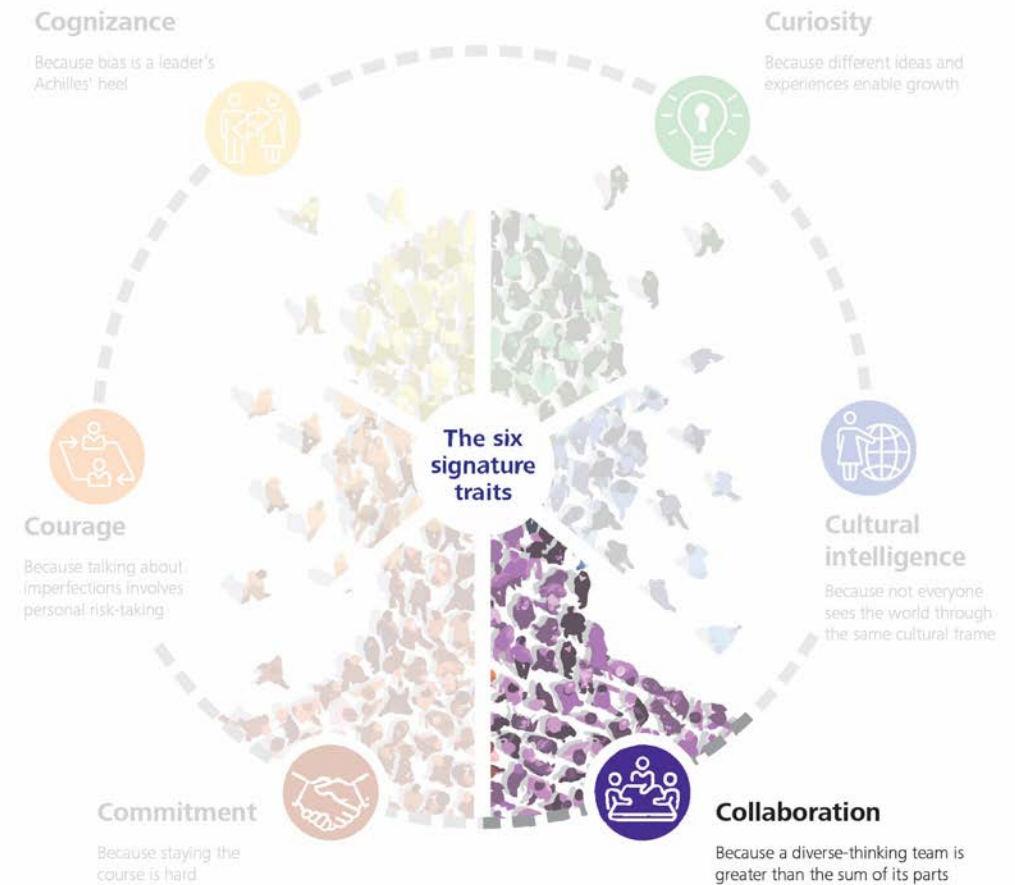 Cognizance
Because bias is a leader's
Achilles' heel
Curiosity
Because different ideas and
experiences enable growth
The six
signature
traits
Courage
Because talking about
imperfections involves
personal risk-taking
Cultural
intelligence
Because not everyone
sees the world through
the same cultural frame
Commitment
Because staying the
course is hard
Collaboration
Because a diverse-thinking team is
greater than the sum of its parts